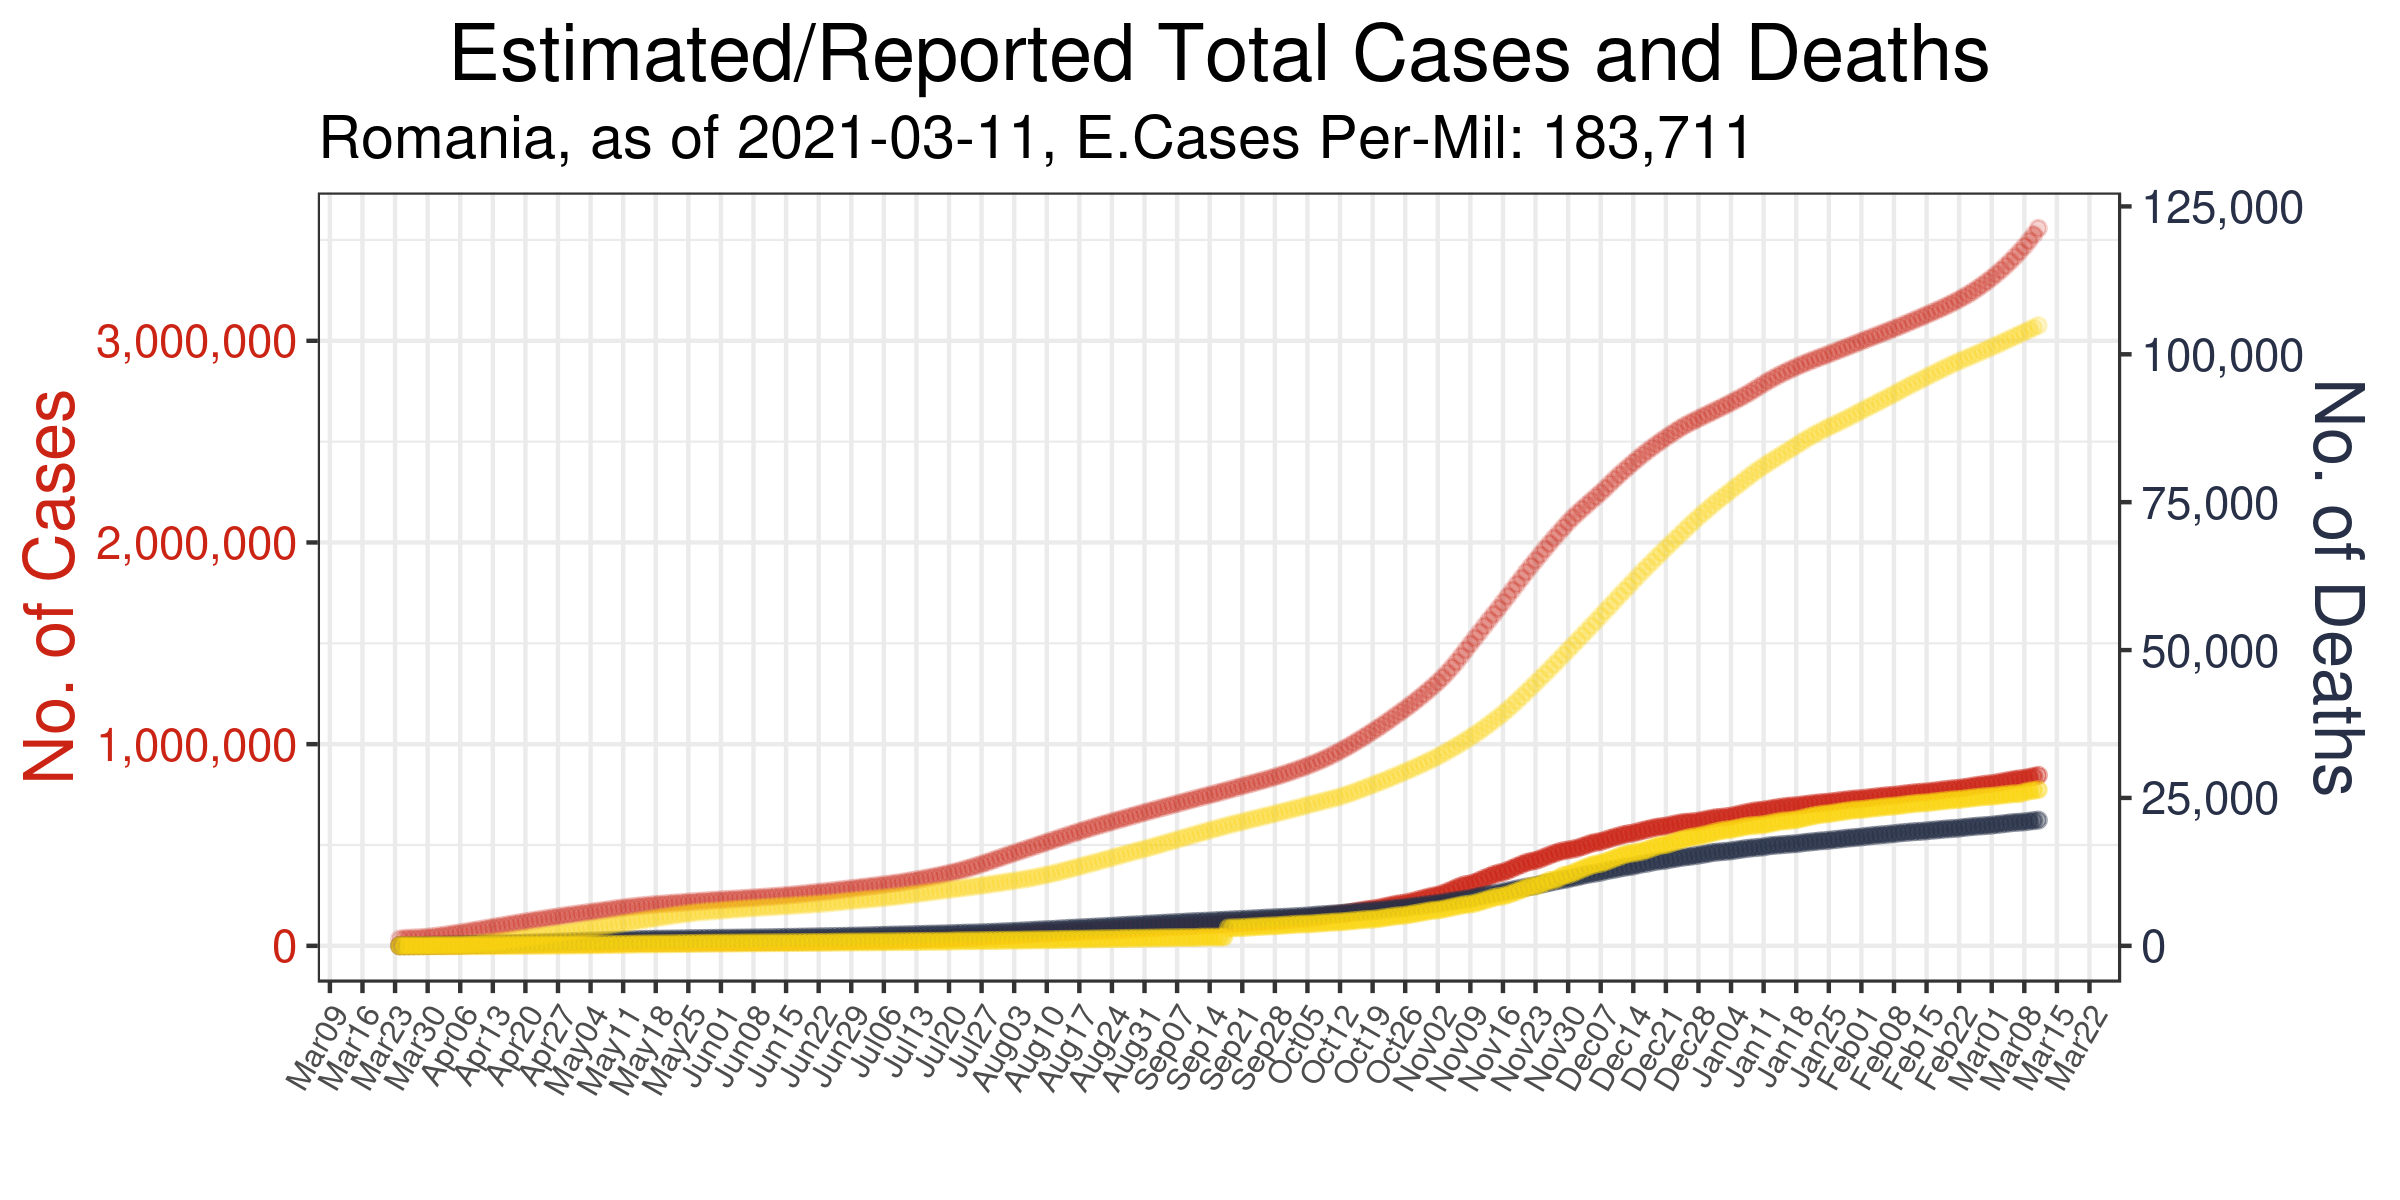 Estimated/Reported Total Cases and Deaths
Romania, as of 2021-03-11, E.Cases Per-Mil: 183,711
No. of Cases
3,000,000
2,000,000
1,000,000
0
125,000
100,000
75,000
50,000
25,000
0
No. of Deaths
Mar09
Mar16
Mar23
Mar30
Apr06
Apr13
Apr20
Apr27
May04
May11
May18
May25
Jun01
Jun08
Jun15
Jun22
Jun29
Jul06
Jul13
Jul20
Jul27
Aug03
Aug10
Aug17
Aug24
Aug31
Sep07
Sep14
Sep21
Sep28
Oct05
Oct12
Oct19
Oct26
Nov02
Nov09
Nov16
Nov23
Nov30
Dec07
Dec14
Dec21
Dec28
Jan04
Jan11
Jan18
Jan25
Feb01
Feb08
Feb15
Feb22
Mar01
Mar08
Mar15
Mar22